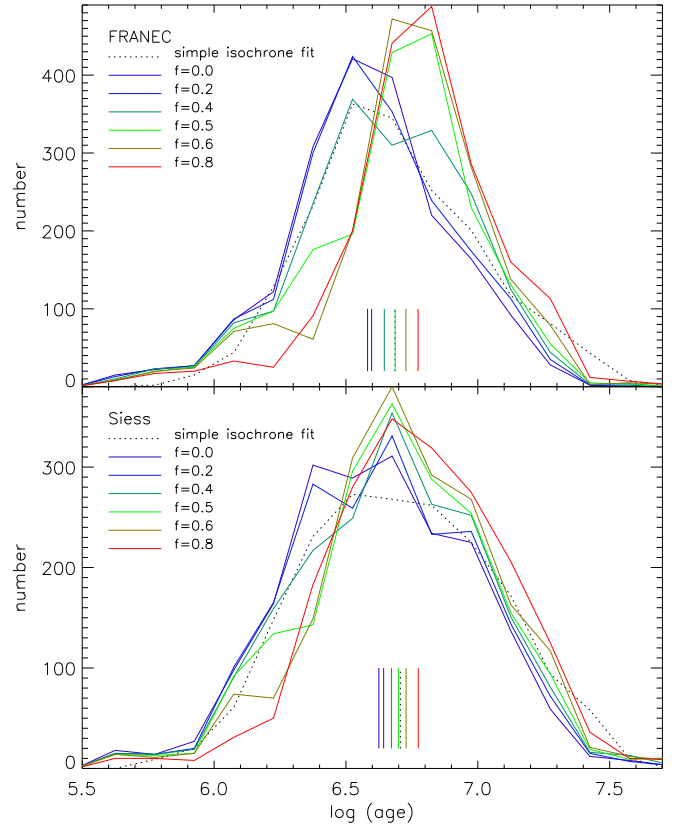 FRANEC
simple isochrone fit
f=0.0
f=0.2
f=0.4
f=0.5
f=0.6
f=0.8
number
400
300
200
100
0
Siess
simple isochrone fit
f=0.0
f=0.2
f=0.4
f=0.5
f=0.6
f=0.8
number
300
200
100
0
5.5 6.0 6.5 7.0 7.5
log (age)